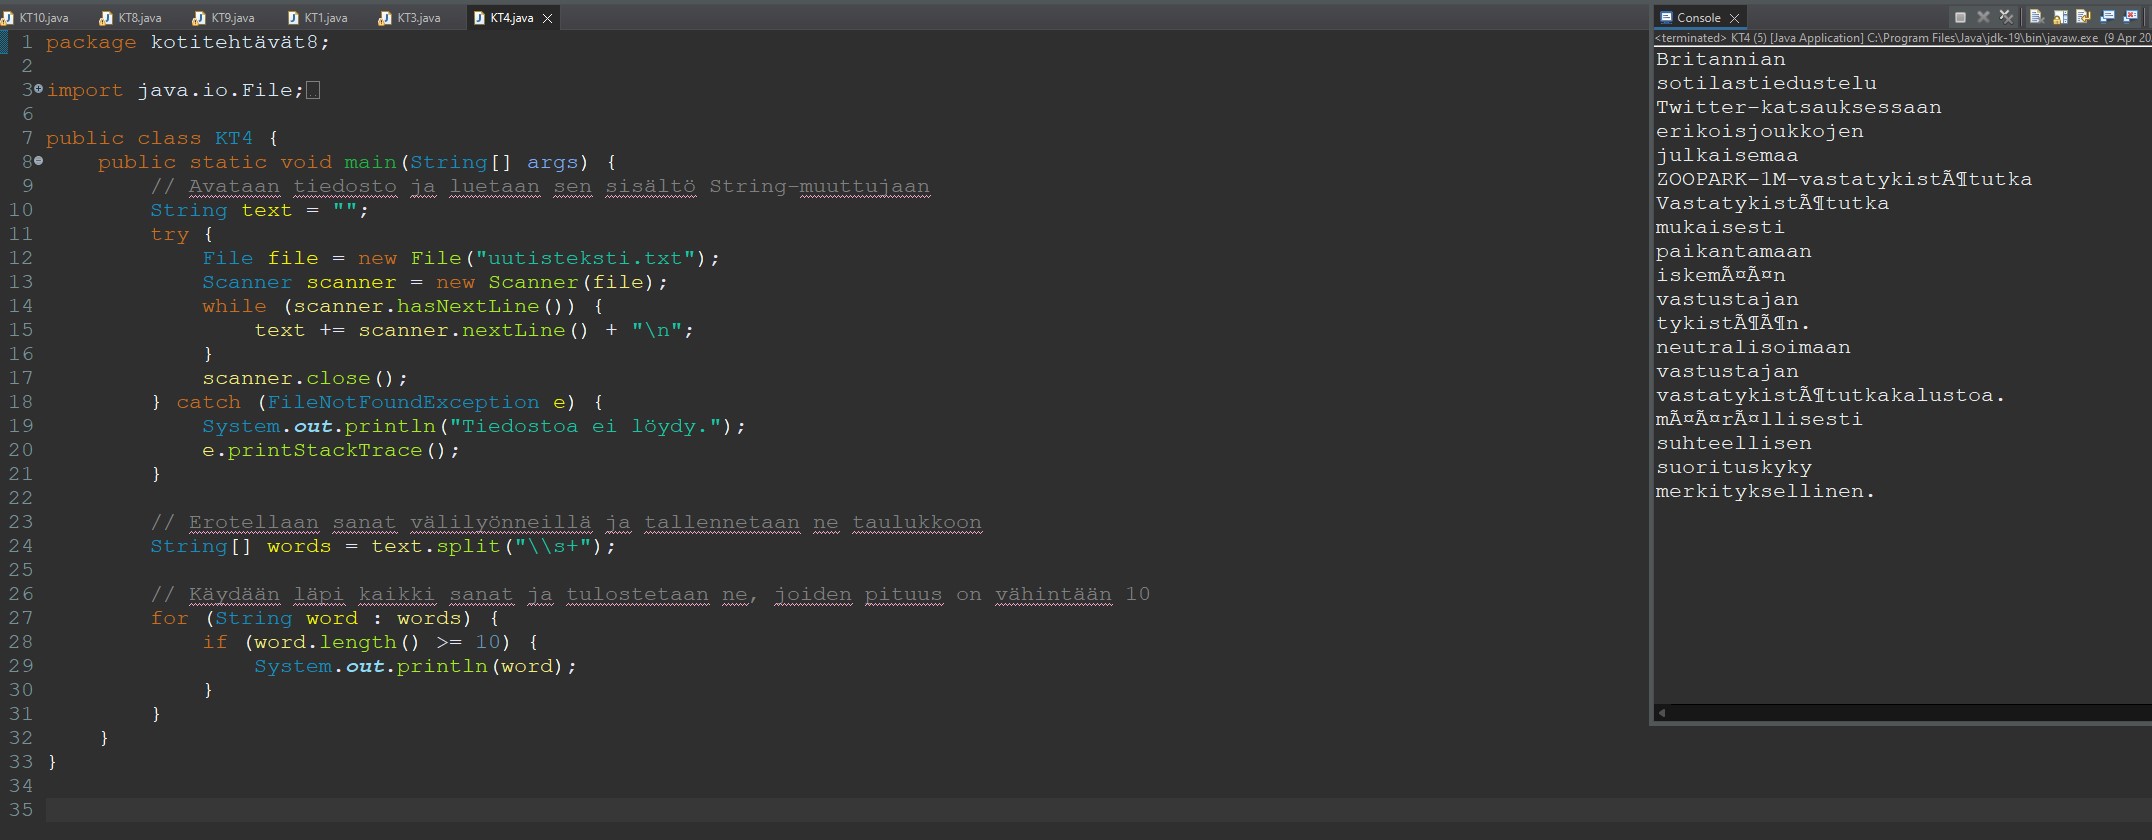 KT10.java KT8.java KT9.java KT1.java KT3.java KT4.java
1 package kotitehtävät8;
2
3 import java.io.File;
6
7 public class KT4 {
8 public static void main(String[] args) {
9 // Avataan tiedosto ja luetaan sen sisältö String-muuttujaan
10 String text = "";
11 try {
12 File file = new File("uutisteksti.txt");
13 Scanner scanner = new Scanner(file);
14 while (scanner.hasNextLine()) {
15 text += scanner.nextLine() + "\n";
16 }
17 scanner.close();
18 } catch (FileNotFoundException e) {
19 System.out.println("Tiedostoa ei löydy.");
20 e.printStackTrace();
21 }
22
23 // Erotellaan sanat välilyönneillä ja tallennetaan ne taulukkoon
24 String[] words = text.split("\\s+");
25
26 // Käydään läpi kaikki sanat ja tulostetaan ne, joiden pituus on vähintään 10
27 for (String word : words) {
28 if (word.length() >= 10) {
29 System.out.println(word);
30 }
31 }
32 }
33 }
34
35
Console
<terminated> KT4 (5) [Java Application] C:\Program Files\Java\jdk-19\bin\javaw.exe (9 Apr 20
Britannian
sotilastiedustelu
Twitter-katsauksessaan
erikoisjoukkojen
julkaisemaa
ZOOPARK-1M-vastatykistÃ¶tutka
VastatykistÃ¶tutka
mukaisesti
paikantamaan
iskemÃ¤Ã¤n
vastustajan
tykistÃ¶Ã¶n.
neutralisoimaan
vastustajan
vastatykistÃ¶tutkakalustoa.
mÃ¤Ã¤rÃ¤llisesti
suhteellisen
suorituskyky
merkityksellinen.